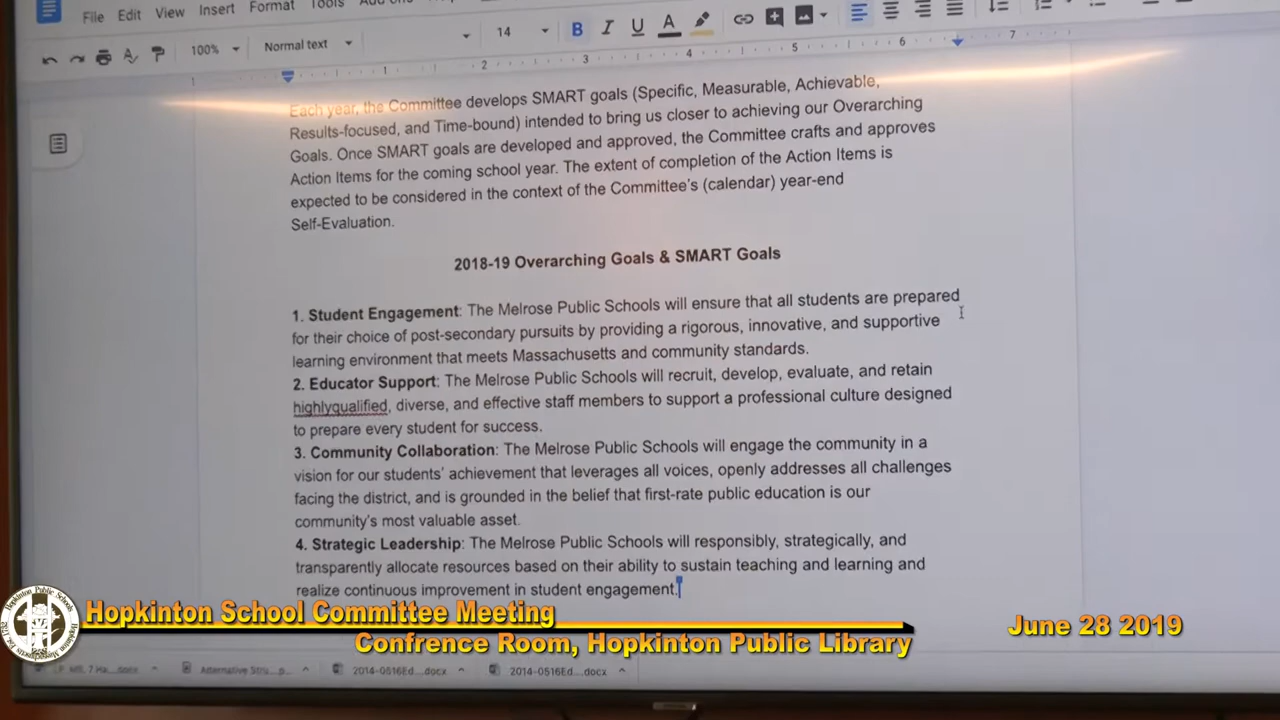 File Edit View Insert Format Tools
100% Normal text 14 B I U A
1 1 2 3 4 5 6 7
Each year, the Committee develops SMART goals (Specific, Measurable, Achievable,
Results-focused, and Time-bound) intended to bring us closer to achieving our Overarching
Goals. Once SMART goals are developed and approved, the Committee crafts and approves
Action Items for the coming school year. The extent of completion of the Action Items is
expected to be considered in the context of the Committee's (calendar) year-end
Self-Evaluation.
2018-19 Overarching Goals & SMART Goals
1. Student Engagement: The Melrose Public Schools will ensure that all students are prepared
for their choice of post-secondary pursuits by providing a rigorous, innovative, and supportive
learning environment that meets Massachusetts and community standards.
2. Educator Support: The Melrose Public Schools will recruit, develop, evaluate, and retain
highlyqualified, diverse, and effective staff members to support a professional culture designed
to prepare every student for success.
3. Community Collaboration: The Melrose Public Schools will engage the community in a
vision for our students' achievement that leverages all voices, openly addresses all challenges
facing the district, and is grounded in the belief that first-rate public education is our
community's most valuable asset.
4. Strategic Leadership: The Melrose Public Schools will responsibly, strategically, and
transparently allocate resources based on their ability to sustain teaching and learning and
realize continuous improvement in student engagement.
Hopkinton School Committee Meeting
Confrence Room, Hopkinton Public Library
June 28 2019
Alternative Stru...p... 2014-0516Ed....docx 2014-0516Ed....docx